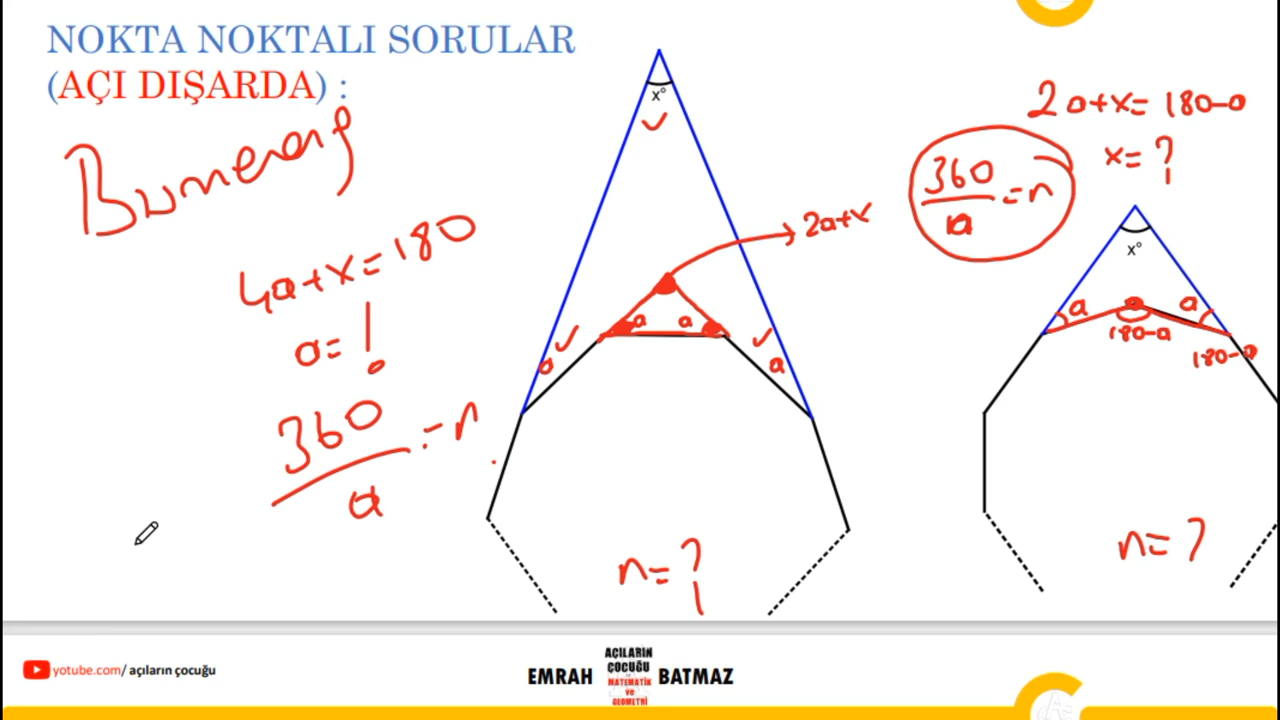 NOKTA NOKTALI SORULAR
(AÇI DIŞARDA) :
Bumerang
4a+x=180
a= !
360
a
= n
x°
2a+x
a
a
a
a
n= ?
2a+x= 180-a
x= ?
360
a
= n
x°
a
a
180-a
180-a
n= ?
yotube.com/ açıların çocuğu
EMRAH
AÇILARIN
ÇOCUĞU
MATEMATİK
ve
GEOMETRİ
BATMAZ